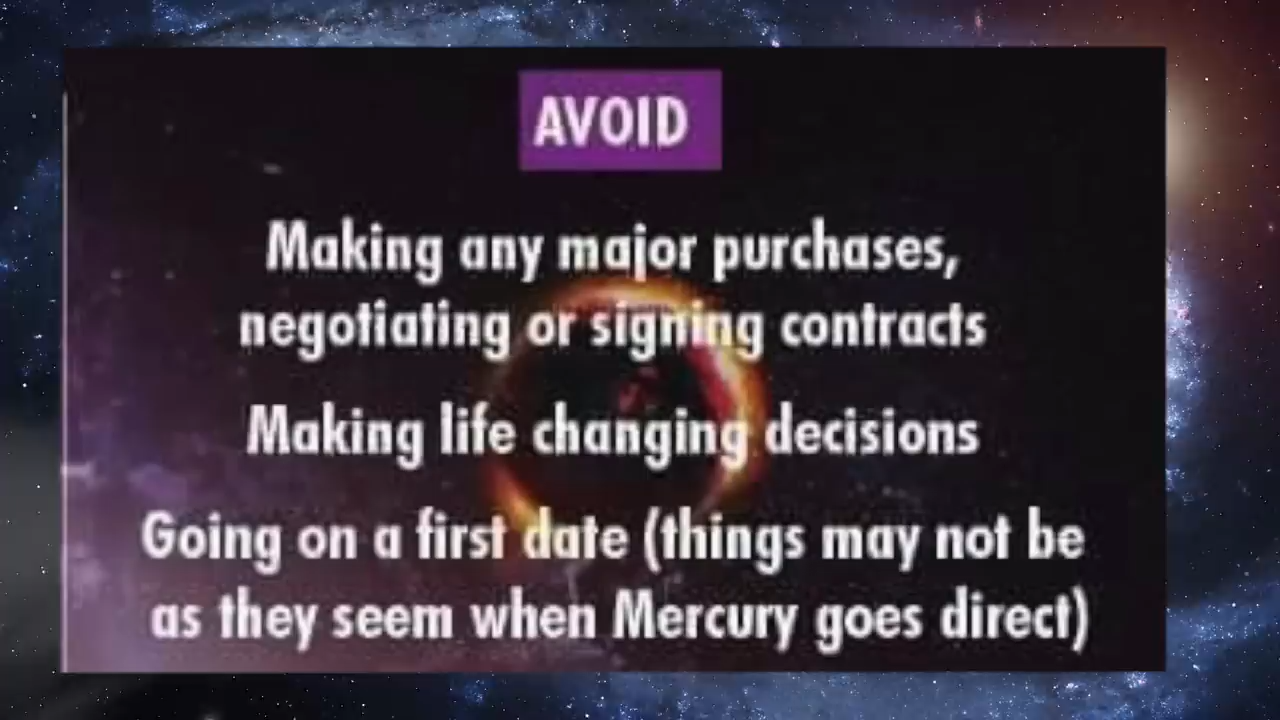 AVOID
Making any major purchases,
negotiating or signing contracts
Making life changing decisions
Going on a first date (things may not be
as they seem when Mercury goes direct)